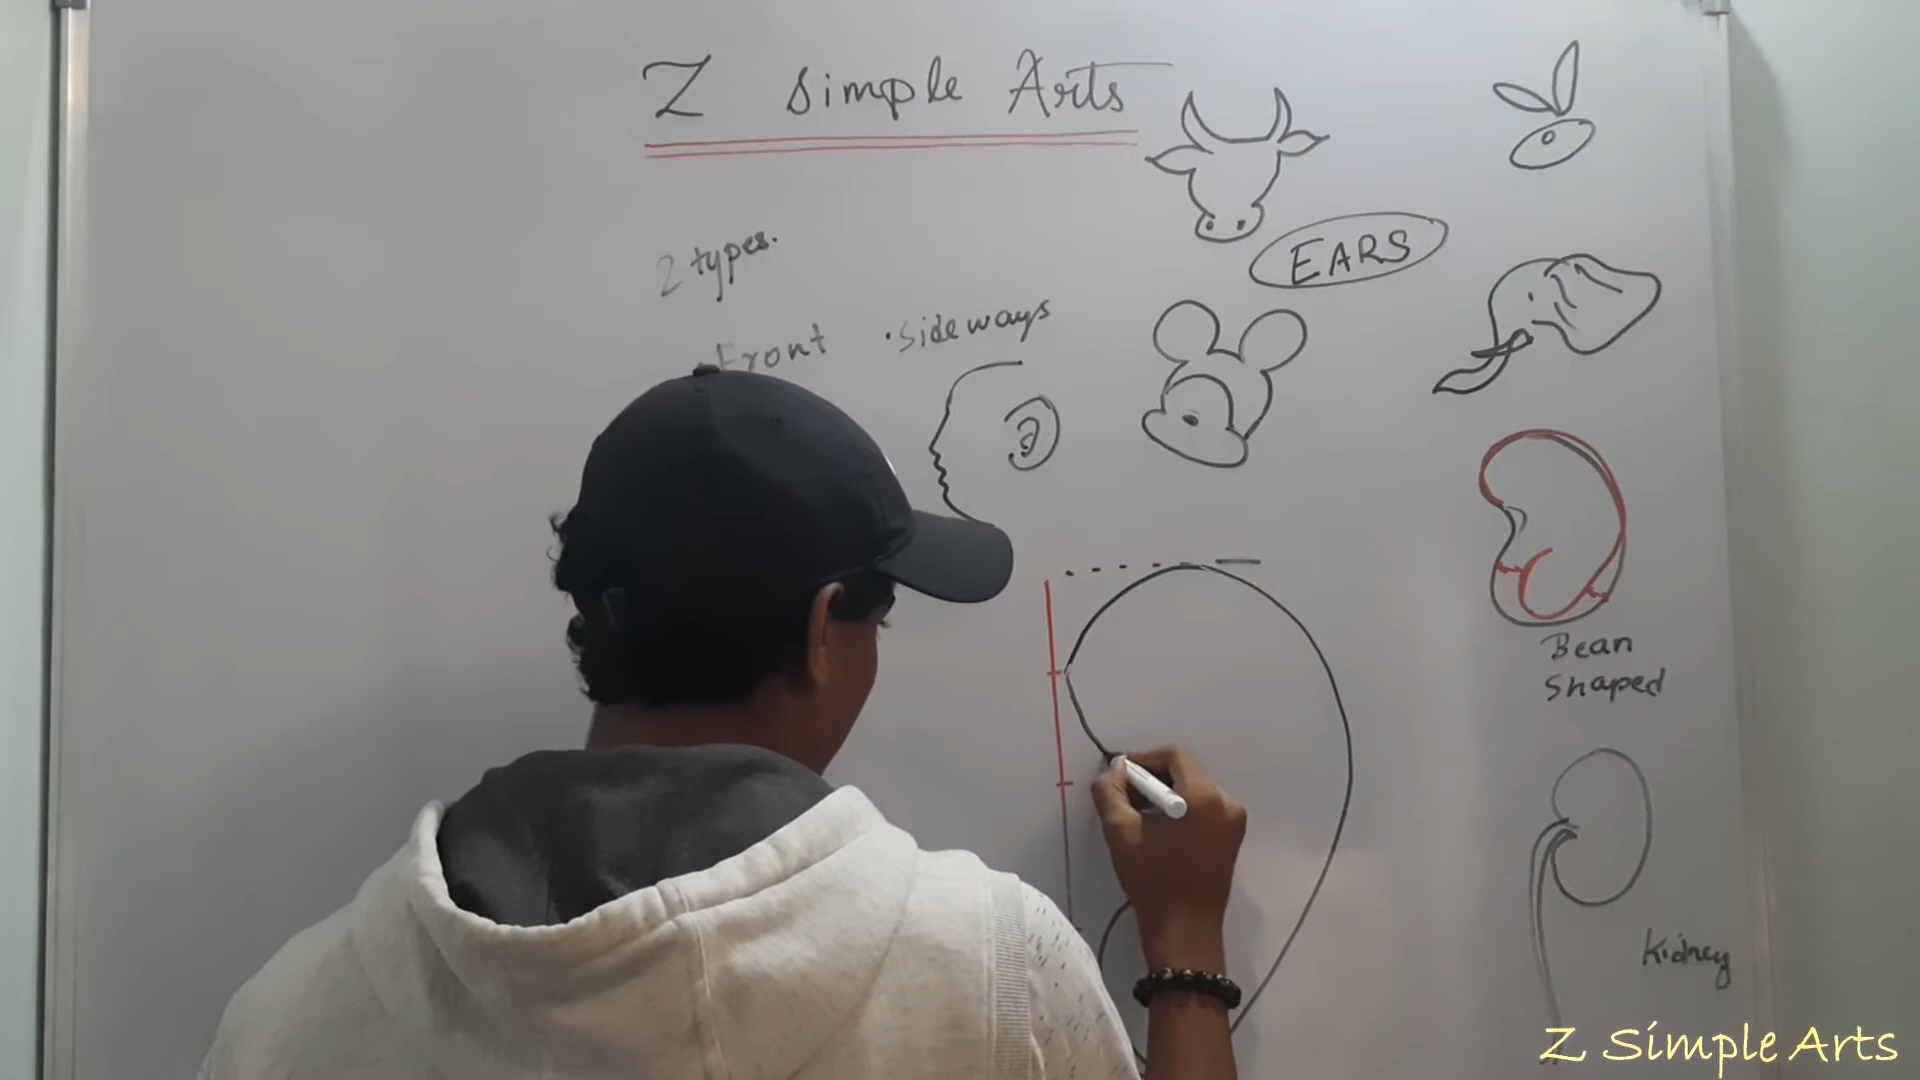 Z Simple Arts
EARS
2 types.
• Front • Sideways
Bean
Shaped
Kidney
Z Simple Arts